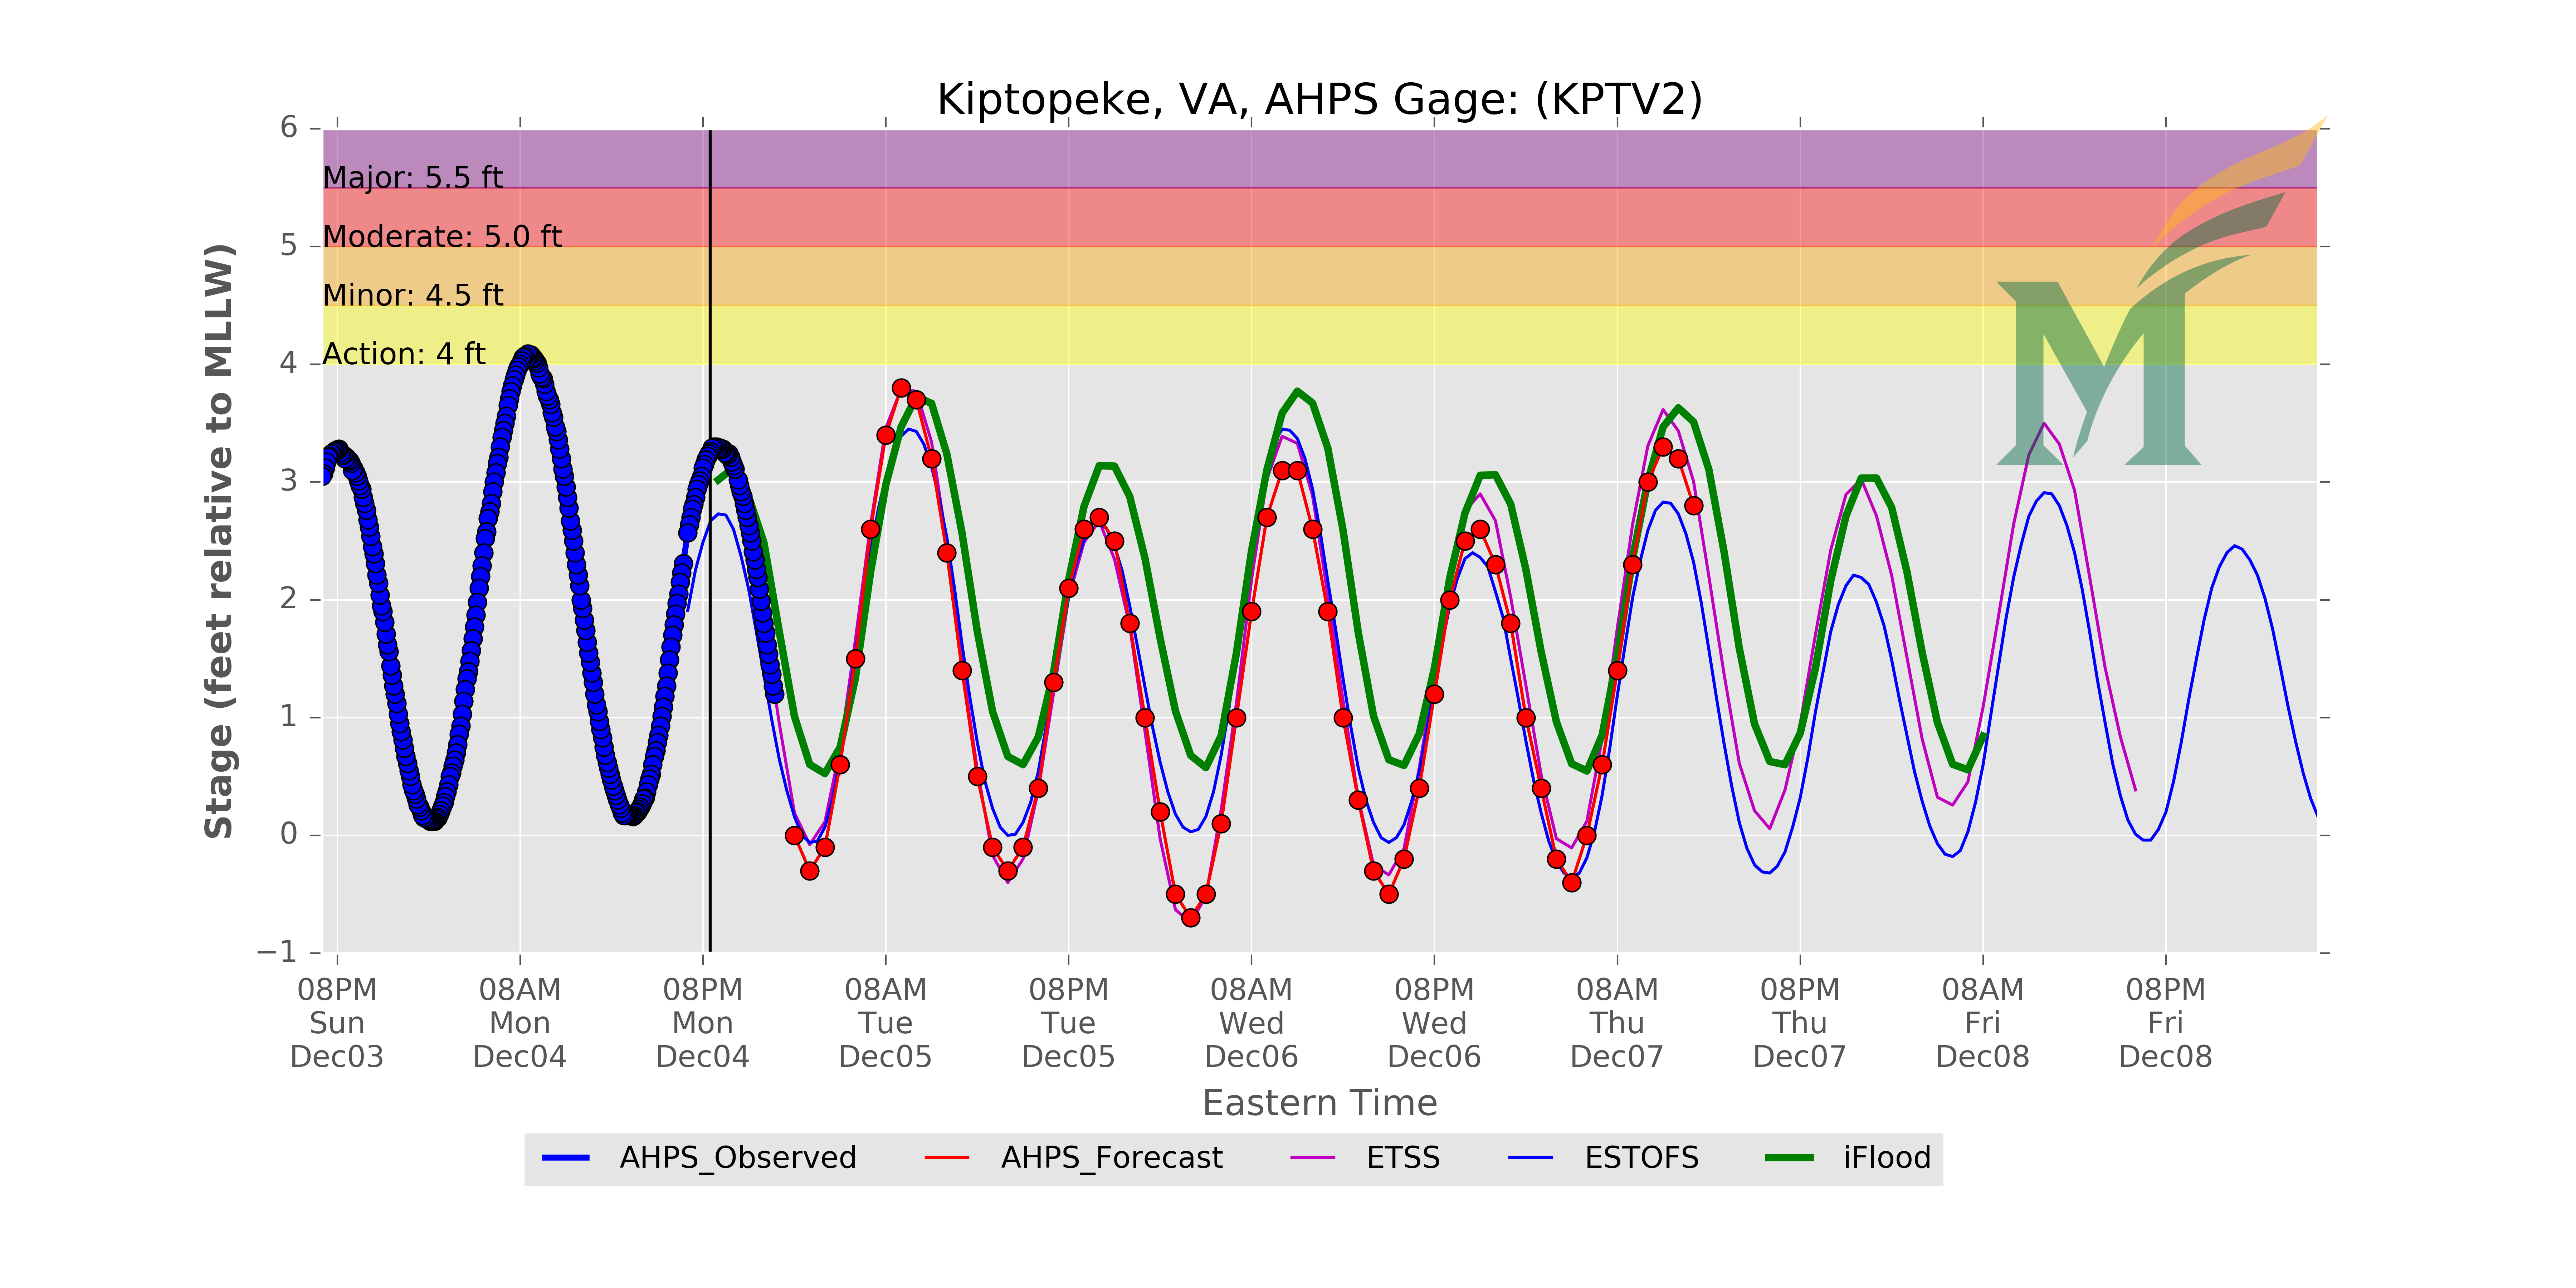 Kiptopeke, VA, AHPS Gage: (KPTV2)
6
Major: 5.5 ft
Moderate: 5.0 ft
5
Minor: 4.5 ft
Action: 4 ft
4
3
2
1
0
−1
Stage (feet relative to MLLW)
M
08PM 08AM 08PM 08AM 08PM 08AM 08PM 08AM 08PM 08AM 08PM
Sun Mon Mon Tue Tue Wed Wed Thu Thu Fri Fri
Dec03 Dec04 Dec04 Dec05 Dec05 Dec06 Dec06 Dec07 Dec07 Dec08 Dec08
Eastern Time
AHPS_Observed AHPS_Forecast ETSS ESTOFS iFlood